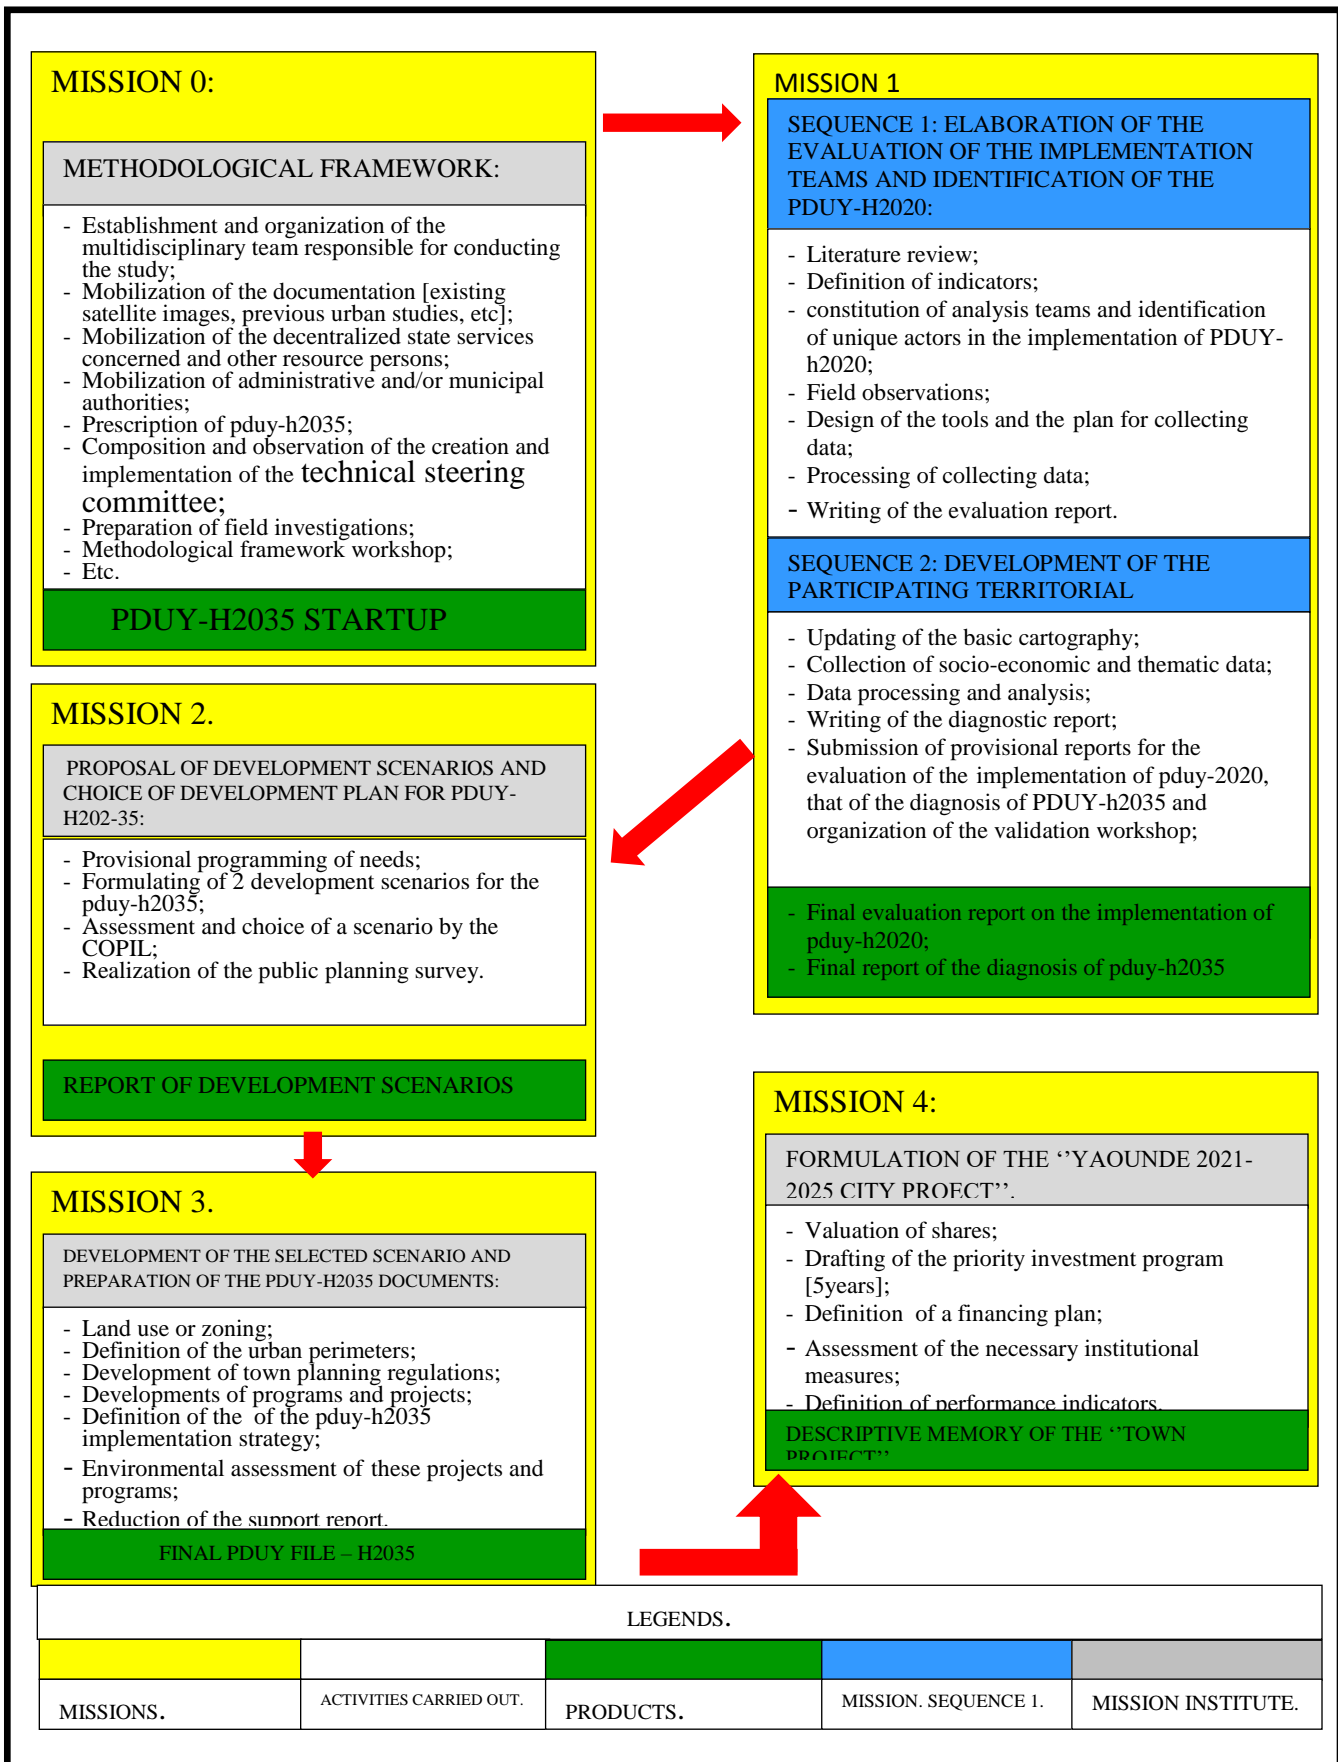 MISSION 0:
METHODOLOGICAL FRAMEWORK:
- Establishment and organization of the
multidisciplinary team responsible for conducting
the study;
- Mobilization of the documentation [existing
satellite images, previous urban studies, etc];
- Mobilization of the decentralized state services
concerned and other resource persons;
- Mobilization of administrative and/or municipal
authorities;
- Prescription of pduy-h2035;
- Composition and observation of the creation and
implementation of the technical steering
committee;
- Preparation of field investigations;
- Methodological framework workshop;
- Etc.
PDUY-H2035 STARTUP
MISSION 1
SEQUENCE 1: ELABORATION OF THE
EVALUATION OF THE IMPLEMENTATION
TEAMS AND IDENTIFICATION OF THE
PDUY-H2020:
- Literature review;
- Definition of indicators;
- constitution of analysis teams and identification
of unique actors in the implementation of PDUY-
h2020;
- Field observations;
- Design of the tools and the plan for collecting
data;
- Processing of collecting data;
- Writing of the evaluation report.
SEQUENCE 2: DEVELOPMENT OF THE
PARTICIPATING TERRITORIAL
- Updating of the basic cartography;
- Collection of socio-economic and thematic data;
- Data processing and analysis;
- Writing of the diagnostic report;
- Submission of provisional reports for the
evaluation of the implementation of pduy-2020,
that of the diagnosis of PDUY-h2035 and
organization of the validation workshop;
- Final evaluation report on the implementation of
pduy-h2020;
- Final report of the diagnosis of pduy-h2035
MISSION 2.
PROPOSAL OF DEVELOPMENT SCENARIOS AND
CHOICE OF DEVELOPMENT PLAN FOR PDUY-
H202-35:
- Provisional programming of needs;
- Formulating of 2 development scenarios for the
pduy-h2035;
- Assessment and choice of a scenario by the
COPIL;
- Realization of the public planning survey.
REPORT OF DEVELOPMENT SCENARIOS
MISSION 3.
DEVELOPMENT OF THE SELECTED SCENARIO AND
PREPARATION OF THE PDUY-H2035 DOCUMENTS:
- Land use or zoning;
- Definition of the urban perimeters;
- Development of town planning regulations;
- Developments of programs and projects;
- Definition of the of the pduy-h2035
implementation strategy;
- Environmental assessment of these projects and
programs;
- Reduction of the support report.
FINAL PDUY FILE – H2035
MISSION 4:
FORMULATION OF THE ‘’YAOUNDE 2021-
2025 CITY PROECT’’.
- Valuation of shares;
- Drafting of the priority investment program
[5years];
- Definition of a financing plan;
- Assessment of the necessary institutional
measures;
- Definition of performance indicators.
DESCRIPTIVE MEMORY OF THE ‘’TOWN
PROJECT’’
LEGENDS.
MISSIONS.
ACTIVITIES CARRIED OUT.
PRODUCTS.
MISSION. SEQUENCE 1.
MISSION INSTITUTE.